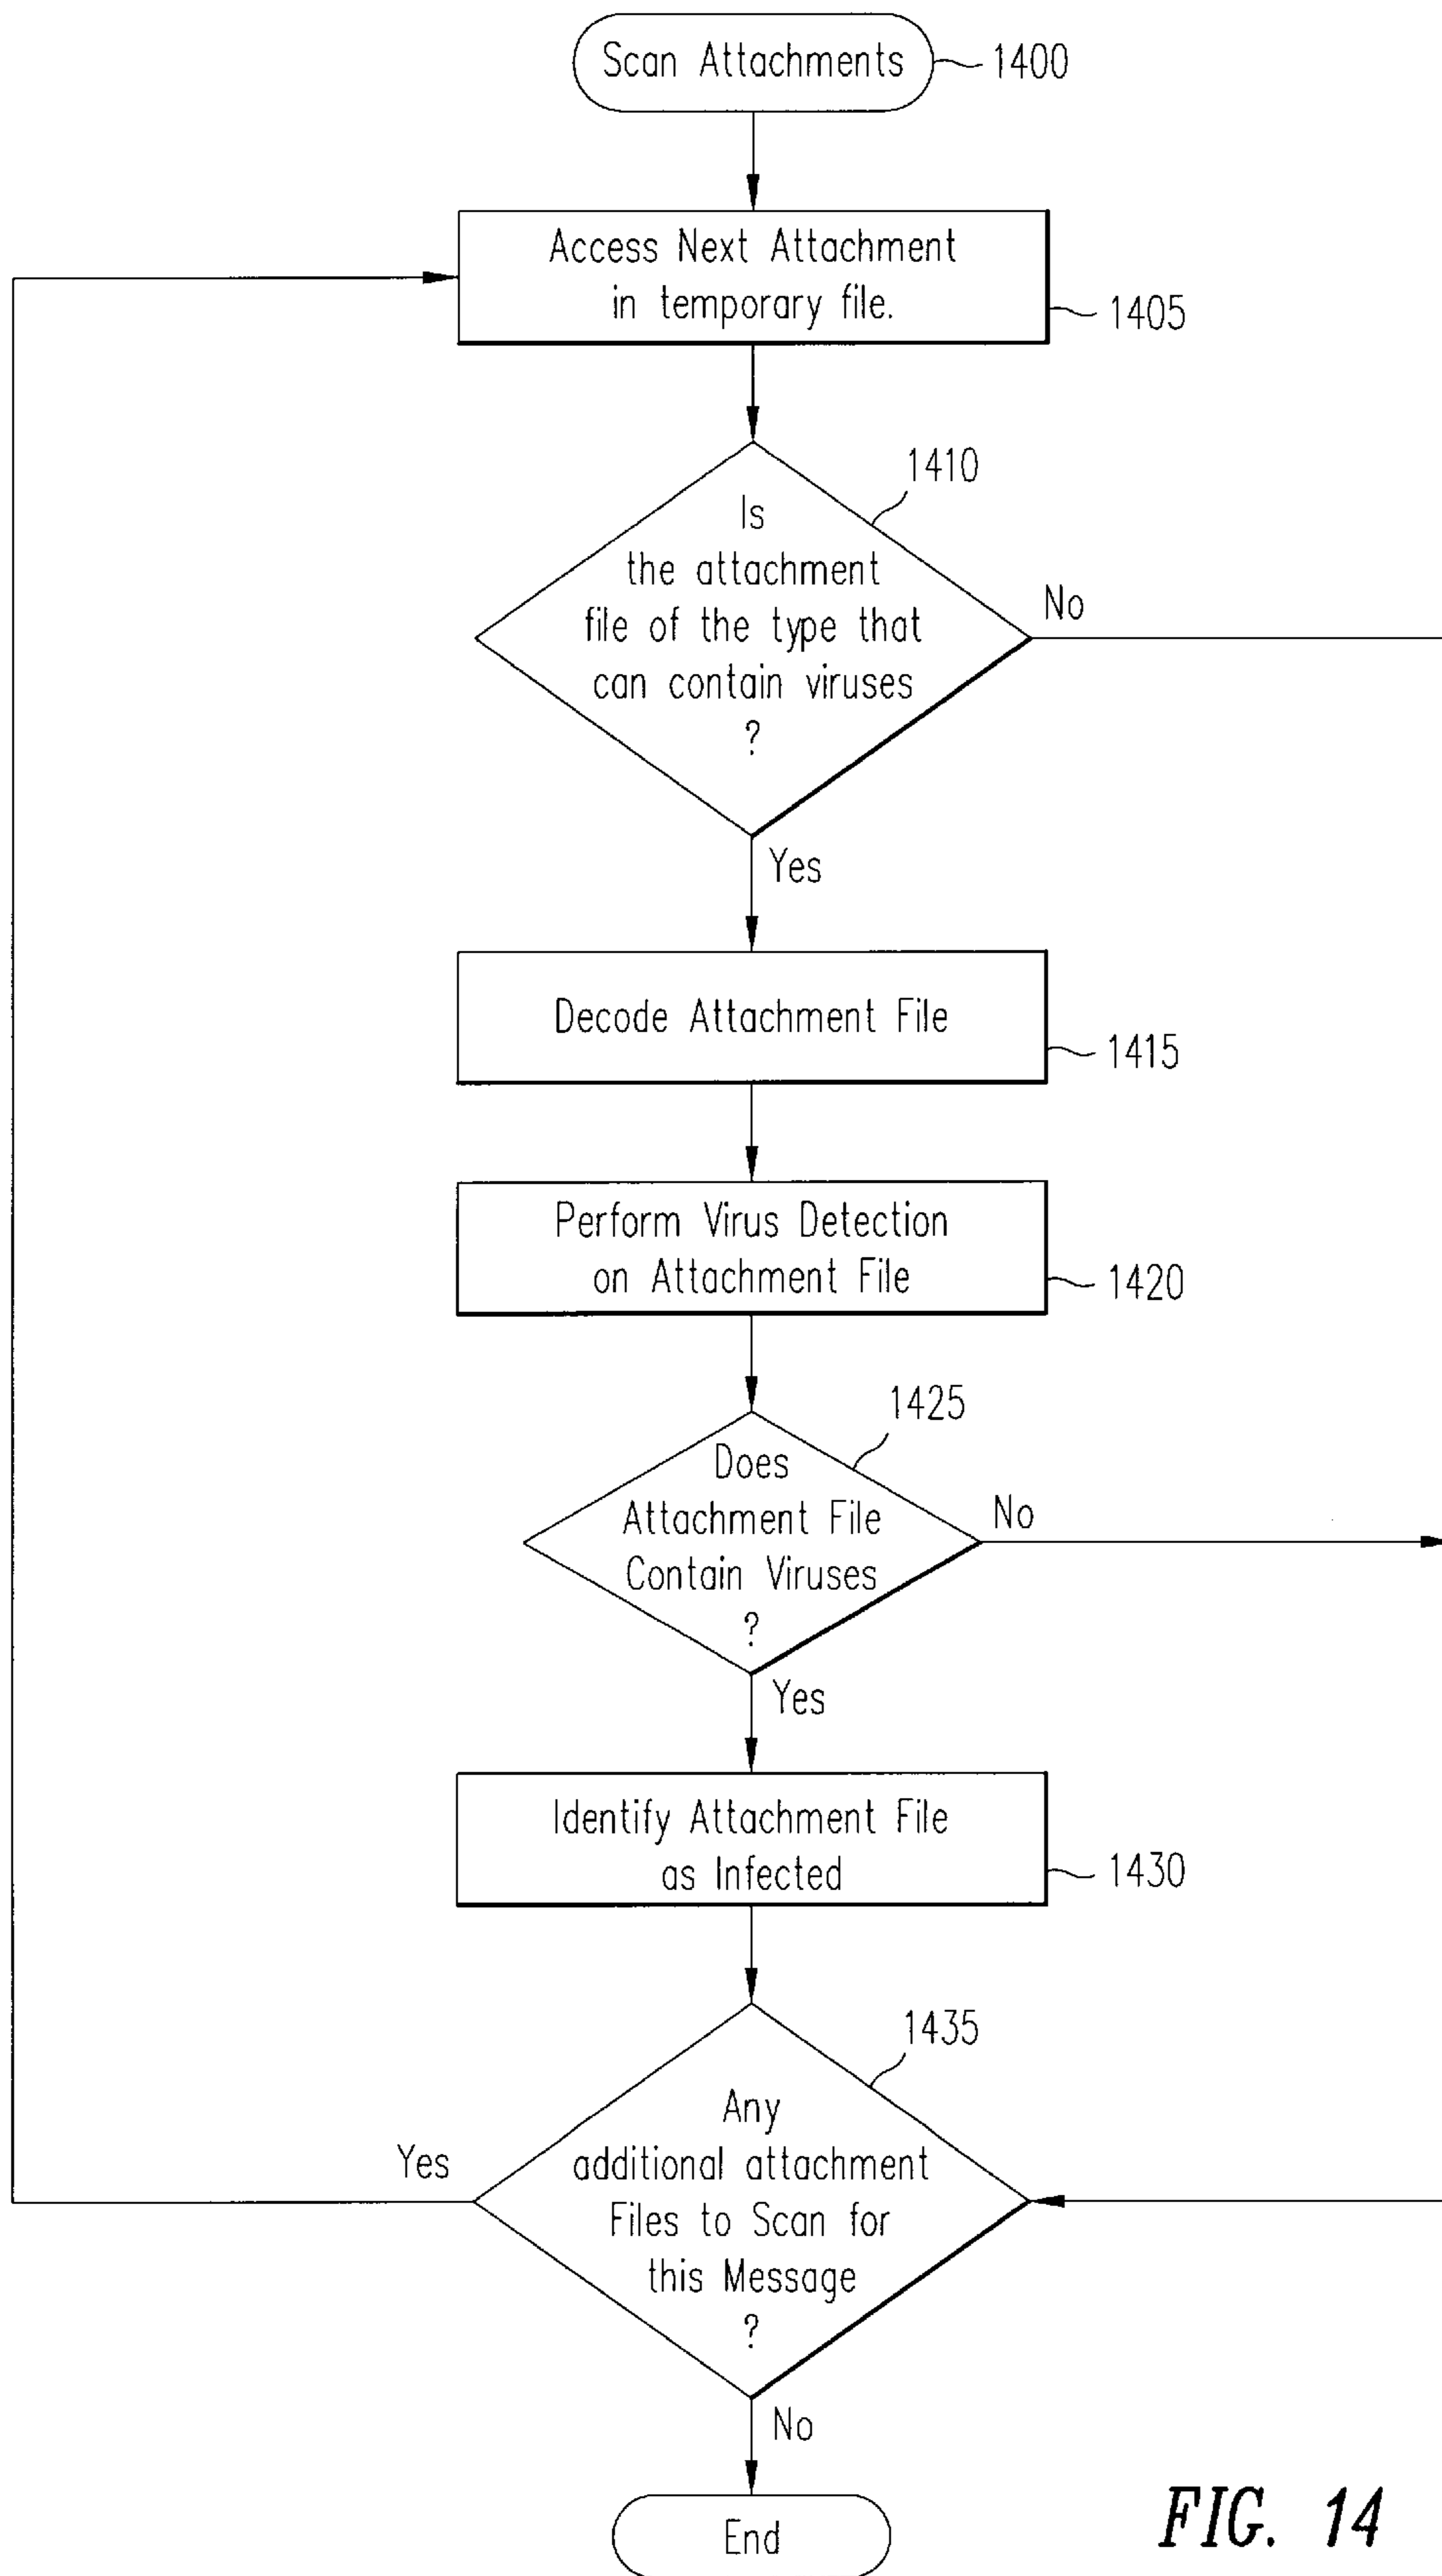 Scan Attachments
1400
Access Next Attachment
in temporary file.
1405
1410
Is
the attachment
file of the type that
can contain viruses
?
No
Yes
Decode Attachment File
1415
Perform Virus Detection
on Attachment File
1420
1425
Does
Attachment File
Contain Viruses
?
No
Yes
Identify Attachment File
as Infected
1430
1435
Any
additional attachment
Files to Scan for
this Message
?
Yes
No
End
FIG. 14